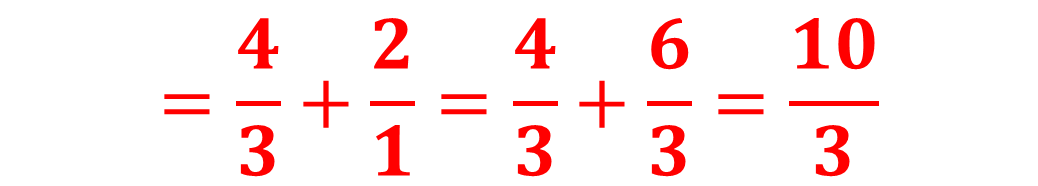 = 4/3 + 2/1 = 4/3 + 6/3 = 10/3